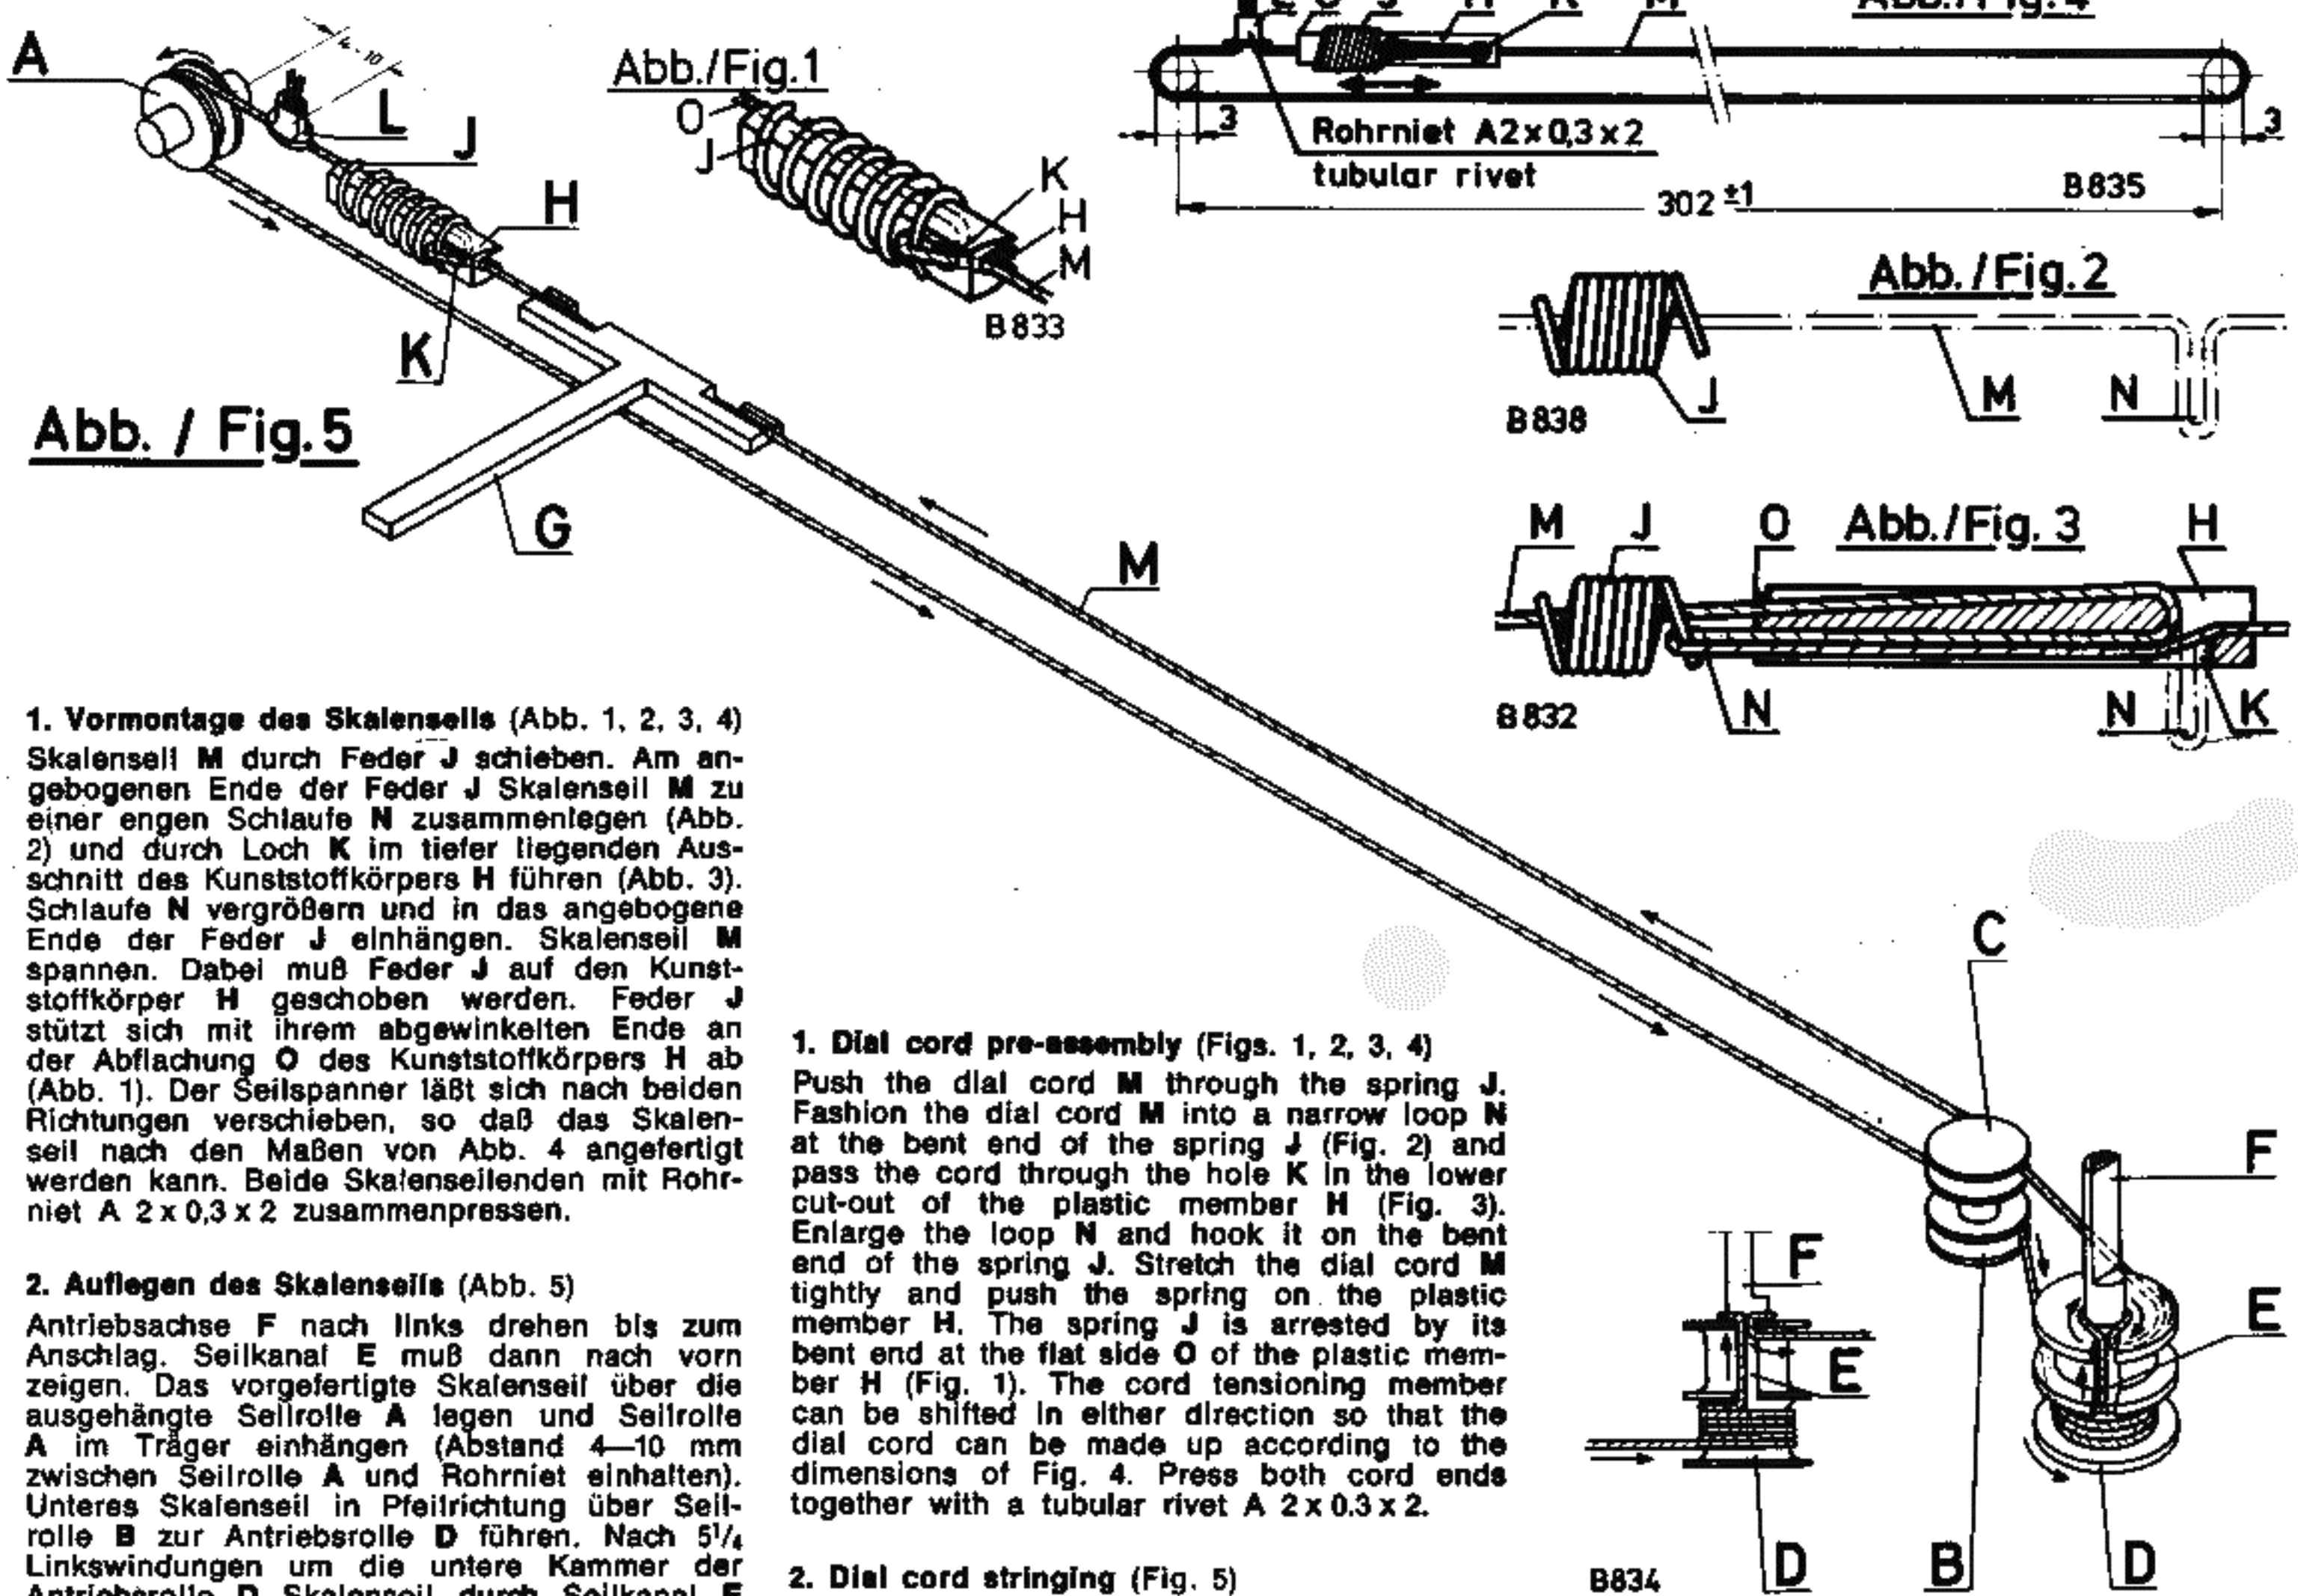 A
4-10
L
J
H
K
Abb. / Fig. 5
G
M
Abb./Fig.1
O
J
K
H
M
B 833
J
H
K
M
Abb./Fig.4
3
Rohrniet A2x0,3x2
tubular rivet
3
302 ±1
B 835
Abb./Fig.2
M
N
J
B 838
M
J
O
Abb./Fig. 3
H
N
N
K
B 832
1. Vormontage des Skalenseils (Abb. 1, 2, 3, 4)
Skalenseil M durch Feder J schieben. Am an-
gebogenen Ende der Feder J Skalenseil M zu
einer engen Schlaufe N zusammenlegen (Abb.
2) und durch Loch K im tiefer liegenden Aus-
schnitt des Kunststoffkörpers H führen (Abb. 3).
Schlaufe N vergrößern und in das angebogene
Ende der Feder J einhängen. Skalenseil M
spannen. Dabei muß Feder J auf den Kunst-
stoffkörper H geschoben werden. Feder J
stützt sich mit ihrem abgewinkelten Ende an
der Abflachung O des Kunststoffkörpers H ab
(Abb. 1). Der Seilspanner läßt sich nach beiden
Richtungen verschieben, so daß das Skalen-
seil nach den Maßen von Abb. 4 angefertigt
werden kann. Beide Skalenseilenden mit Rohr-
niet A 2 x 0,3 x 2 zusammenpressen.
2. Auflegen des Skalenseils (Abb. 5)
Antriebsachse F nach links drehen bis zum
Anschlag. Seilkanal E muß dann nach vorn
zeigen. Das vorgefertigte Skalenseil über die
ausgehängte Seilrolle A legen und Seilrolle
A im Träger einhängen (Abstand 4—10 mm
zwischen Seilrolle A und Rohrniet einhalten).
Unteres Skalenseil in Pfeilrichtung über Seil-
rolle B zur Antriebsrolle D führen. Nach 5¹/₄
Linkswindungen um die untere Kammer der
Antriebsrolle D Skalenseil durch Seilkanal E
1. Dial cord pre-assembly (Figs. 1, 2, 3, 4)
Push the dial cord M through the spring J.
Fashion the dial cord M into a narrow loop N
at the bent end of the spring J (Fig. 2) and
pass the cord through the hole K in the lower
cut-out of the plastic member H (Fig. 3).
Enlarge the loop N and hook it on the bent
end of the spring J. Stretch the dial cord M
tightly and push the spring on the plastic
member H. The spring J is arrested by its
bent end at the flat side O of the plastic mem-
ber H (Fig. 1). The cord tensioning member
can be shifted in either direction so that the
dial cord can be made up according to the
dimensions of Fig. 4. Press both cord ends
together with a tubular rivet A 2 x 0.3 x 2.
2. Dial cord stringing (Fig. 5)
C
F
E
F
E
B834
D
B
D